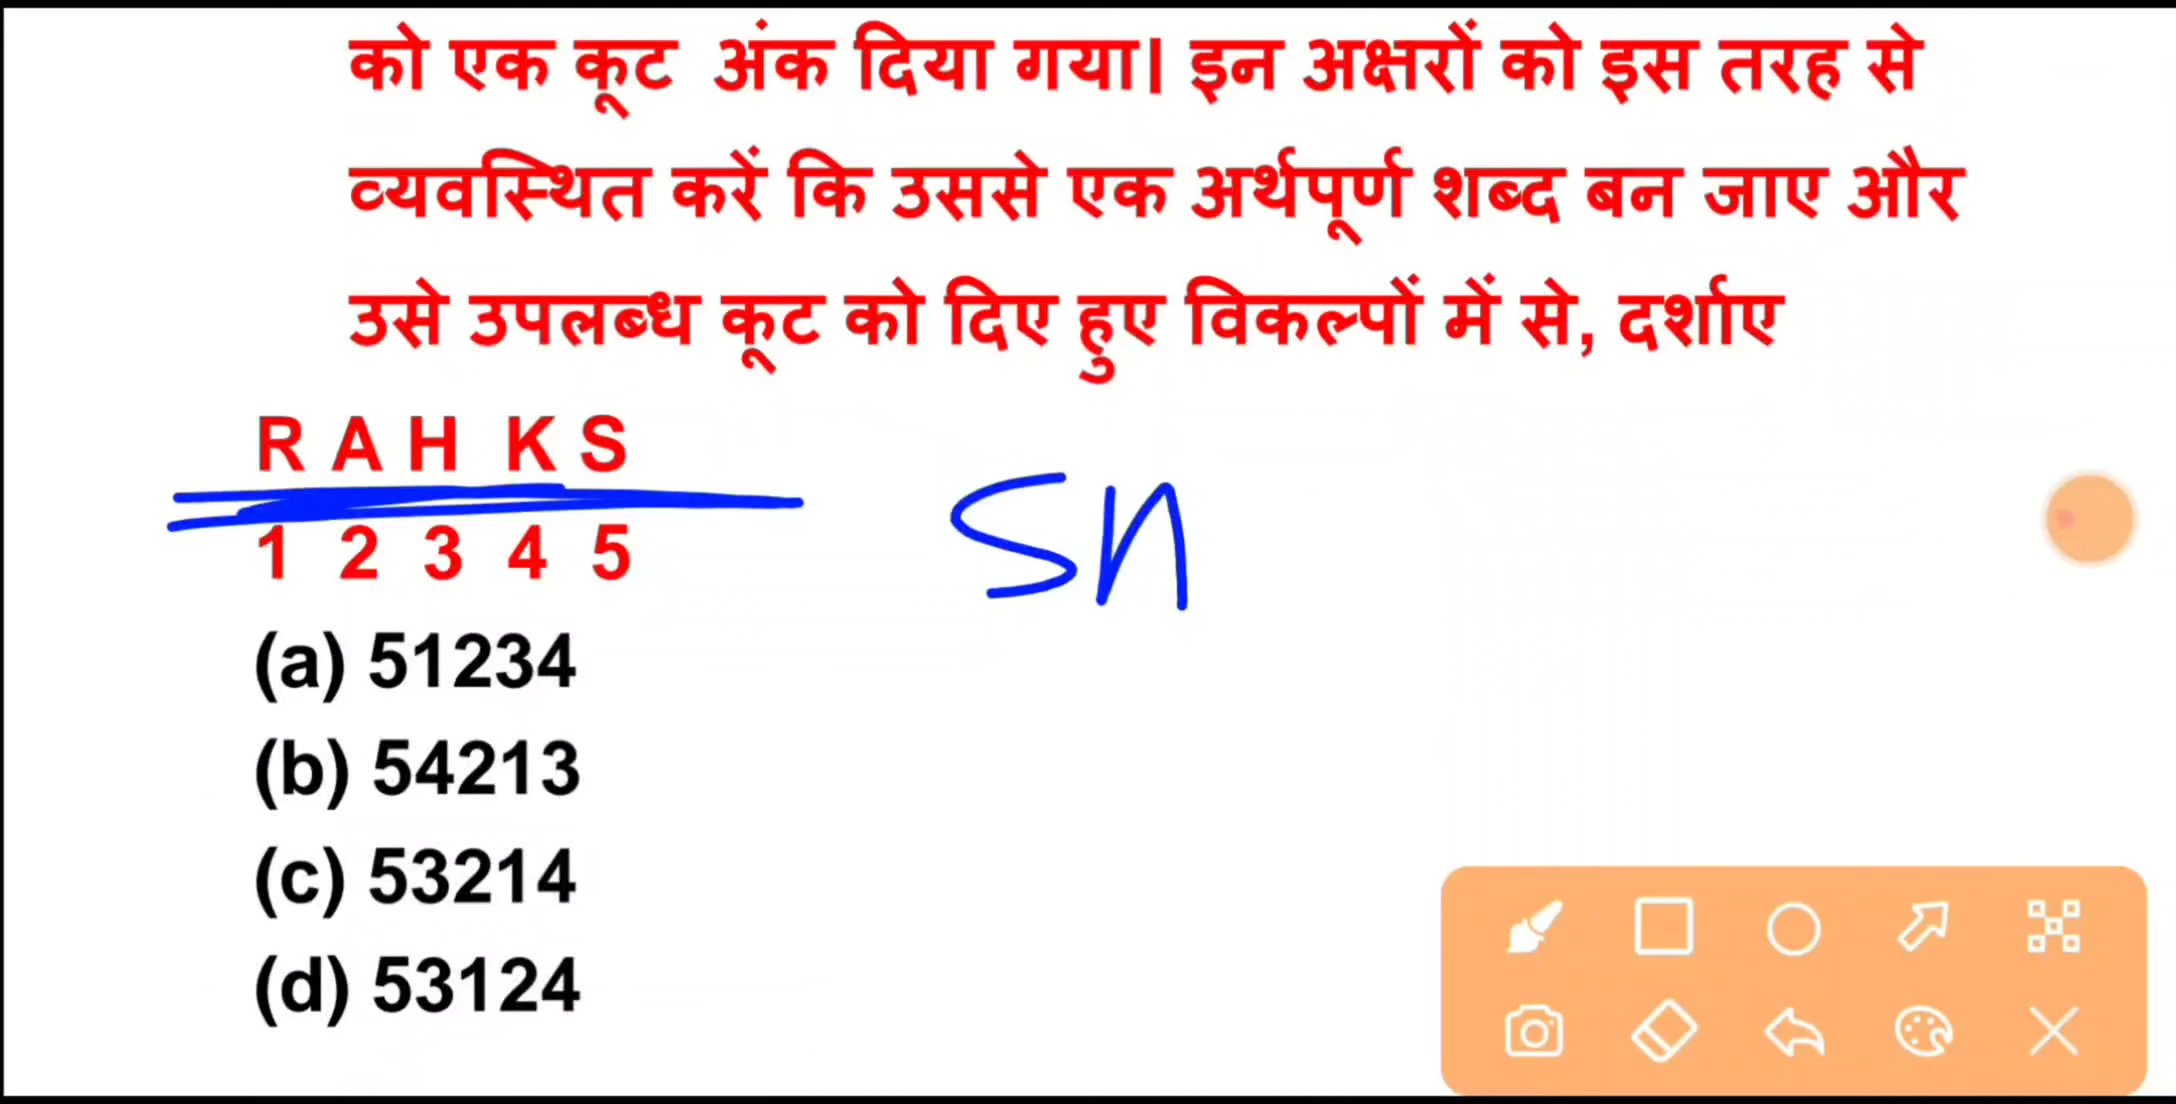 को एक कूट अंक दिया गया। इन अक्षरों को इस तरह से
व्यवस्थित करें कि उससे एक अर्थपूर्ण शब्द बन जाए और
उसे उपलब्ध कूट को दिए हुए विकल्पों में से, दर्शाए
R A H K S
1 2 3 4 5
(a) 51234
(b) 54213
(c) 53214
(d) 53124